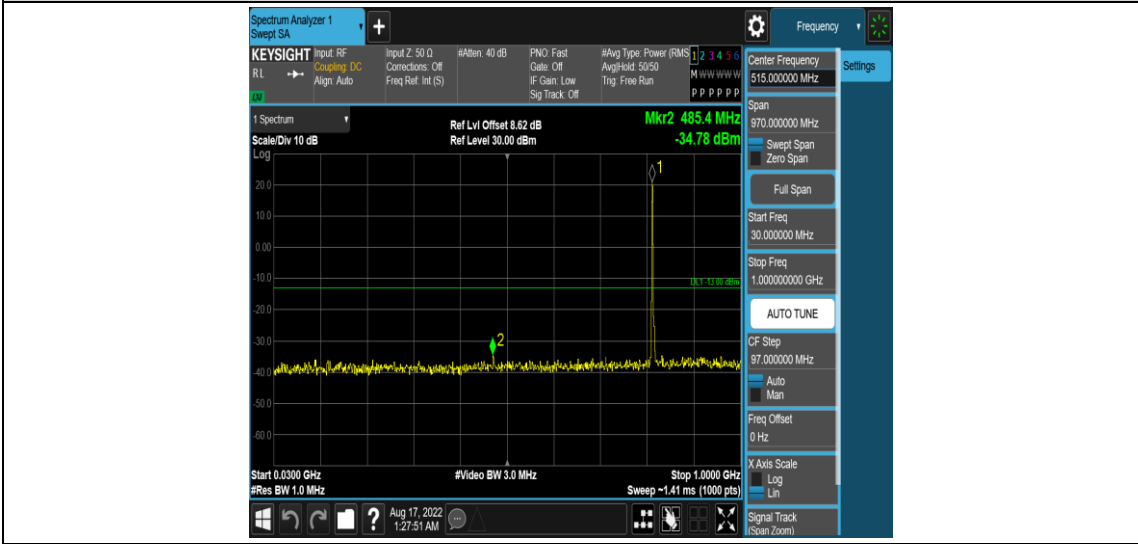 Spectrum Analyzer 1
Swept SA
+
Frequency
KEYSIGHT
Input: RF
Input Z: 50 Ω
#Atten: 40 dB
PNO: Fast
#Avg Type: Power (RMS
1 2 3 4 5 6
R L
Coupling: DC
Corrections: Off
Gate: Off
Avg|Hold: 50/50
M W W W W W
Align: Auto
Freq Ref: Int (S)
IF Gain: Low
Trig: Free Run
Sig Track: Off
P P P P P P
1 Spectrum
Ref Lvl Offset 8.62 dB
Mkr2 485.4 MHz
Scale/Div 10 dB
Ref Level 30.00 dBm
-34.78 dBm
Log
1
20.0
10.0
0.00
-10.0
DL1 -13.00 dBm
-20.0
-30.0
2
-40.0
-50.0
-60.0
Start 0.0300 GHz
#Video BW 3.0 MHz
Stop 1.0000 GHz
#Res BW 1.0 MHz
Sweep ~1.41 ms (1000 pts)
?
Aug 17, 2022
1:27:51 AM
Center Frequency
515.000000 MHz
Settings
Span
970.000000 MHz
Swept Span
Zero Span
Full Span
Start Freq
30.000000 MHz
Stop Freq
1.000000000 GHz
AUTO TUNE
CF Step
97.000000 MHz
Auto
Man
Freq Offset
0 Hz
X Axis Scale
Log
Lin
Signal Track
(Span Zoom)